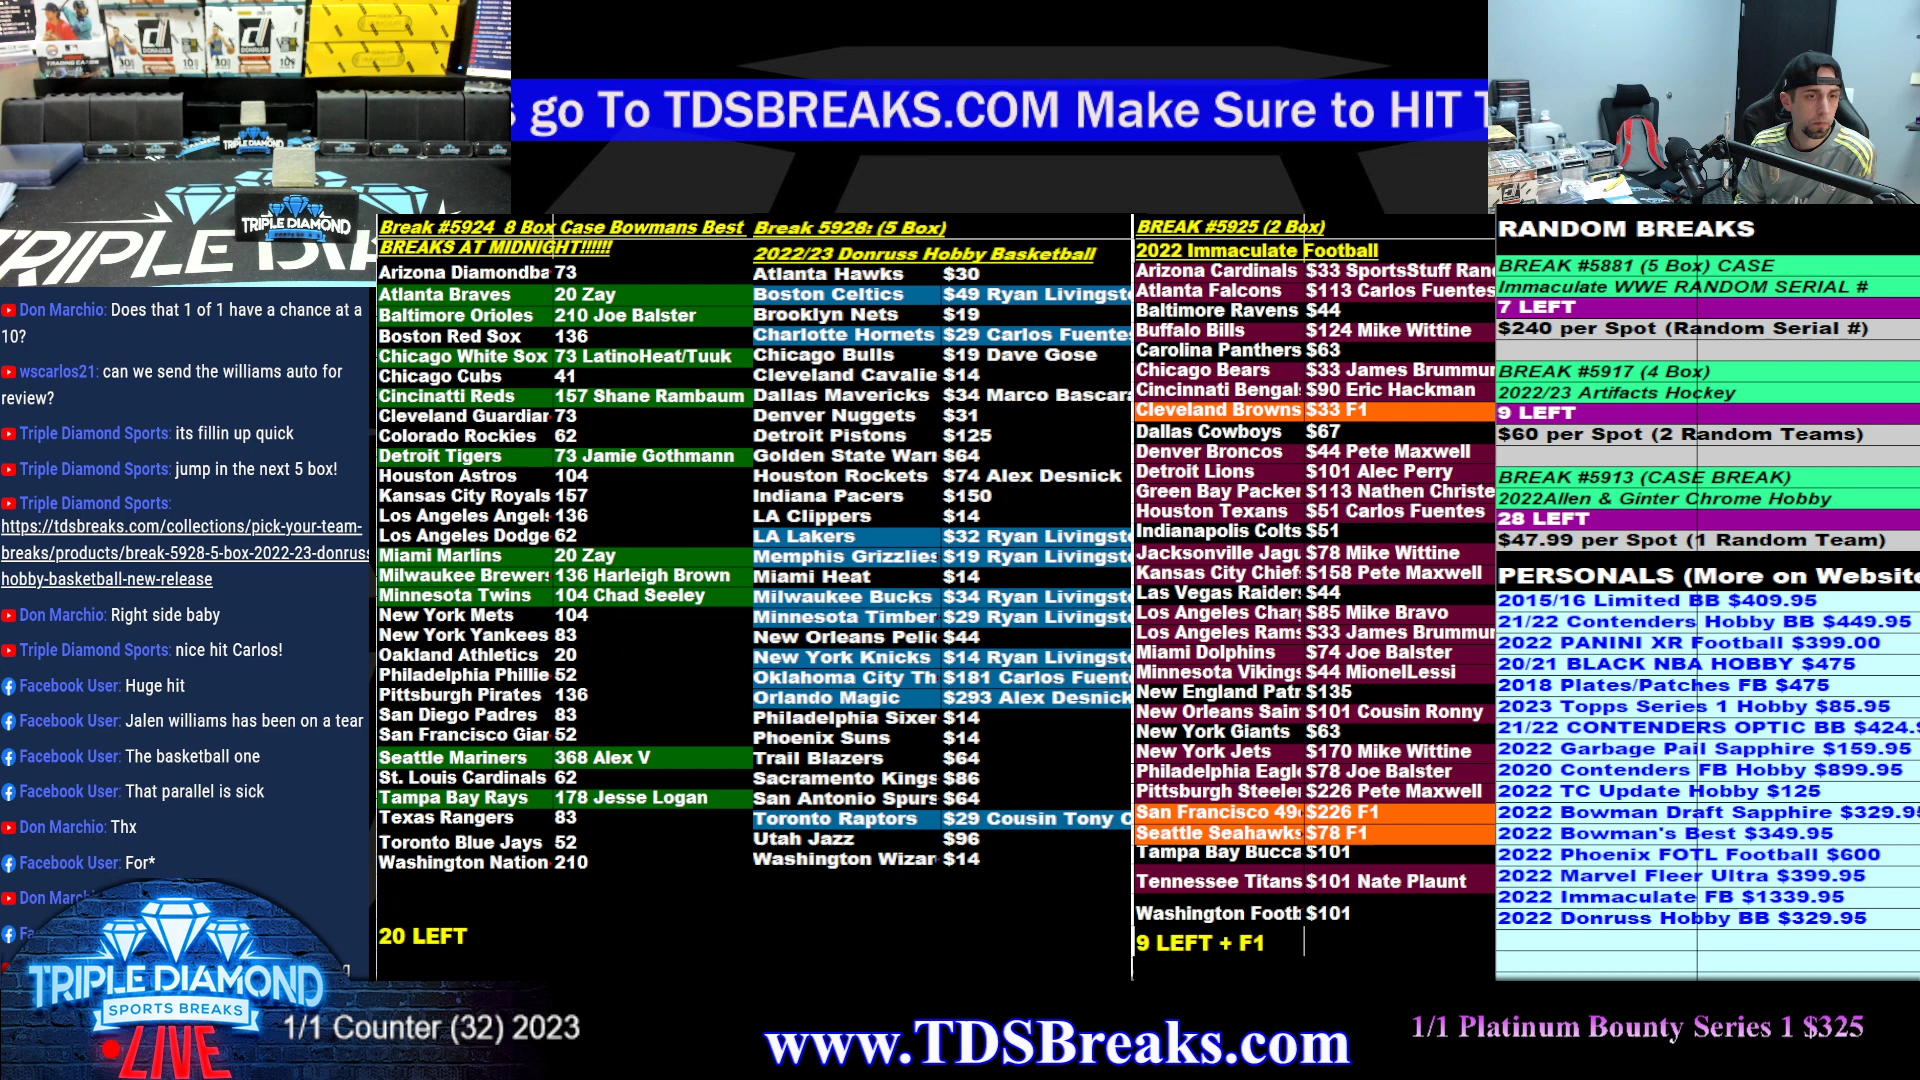 s go To TDSBREAKS.COM Make Sure to HIT T
DONRUSS
DONRUSS
TRADING CARDS
TRIPLE DIAMOND
TRIPLE DIAMOND
TRIPLE DI
Don Marchio: Does that 1 of 1 have a chance at a
10?
wscarlos21: can we send the williams auto for
review?
Triple Diamond Sports: its fillin up quick
Triple Diamond Sports: jump in the next 5 box!
Triple Diamond Sports:
https://tdsbreaks.com/collections/pick-your-team-
breaks/products/break-5928-5-box-2022-23-donruss
hobby-basketball-new-release
Don Marchio: Right side baby
Triple Diamond Sports: nice hit Carlos!
Facebook User: Huge hit
Facebook User: Jalen williams has been on a tear
Facebook User: The basketball one
Facebook User: That parallel is sick
Don Marchio: Thx
Facebook User: For*
Don Marchi
Fa
TRIPLE DIAMOND
SPORTS BREAKS
LIVE
1/1 Counter (32) 2023
Break #5924 8 Box Case Bowmans Best
BREAKS AT MIDNIGHT!!!!!!
Arizona Diamondba 73
Atlanta Braves 20 Zay
Baltimore Orioles 210 Joe Balster
Boston Red Sox 136
Chicago White Sox 73 LatinoHeat/Tuuk
Chicago Cubs 41
Cincinatti Reds 157 Shane Rambaum
Cleveland Guardian 73
Colorado Rockies 62
Detroit Tigers 73 Jamie Gothmann
Houston Astros 104
Kansas City Royals 157
Los Angeles Angels 136
Los Angeles Dodge 62
Miami Marlins 20 Zay
Milwaukee Brewers 136 Harleigh Brown
Minnesota Twins 104 Chad Seeley
New York Mets 104
New York Yankees 83
Oakland Athletics 20
Philadelphia Phillie 52
Pittsburgh Pirates 136
San Diego Padres 83
San Francisco Gian 52
Seattle Mariners 368 Alex V
St. Louis Cardinals 62
Tampa Bay Rays 178 Jesse Logan
Texas Rangers 83
Toronto Blue Jays 52
Washington Nation 210
20 LEFT
Break 5928: (5 Box)
2022/23 Donruss Hobby Basketball
Atlanta Hawks $30
Boston Celtics $49 Ryan Livingst
Brooklyn Nets $19
Charlotte Hornets $29 Carlos Fuentes
Chicago Bulls $19 Dave Gose
Cleveland Cavalie $14
Dallas Mavericks $34 Marco Bascara
Denver Nuggets $31
Detroit Pistons $125
Golden State Warri $64
Houston Rockets $74 Alex Desnick
Indiana Pacers $150
LA Clippers $14
LA Lakers $32 Ryan Livingst
Memphis Grizzlies $19 Ryan Livingst
Miami Heat $14
Milwaukee Bucks $34 Ryan Livingst
Minnesota Timber $29 Ryan Livingst
New Orleans Pelic $44
New York Knicks $14 Ryan Livingst
Oklahoma City Th $181 Carlos Fuent
Orlando Magic $293 Alex Desnick
Philadelphia Sixer $14
Phoenix Suns $14
Trail Blazers $64
Sacramento Kings $86
San Antonio Spurs $64
Toronto Raptors $29 Cousin Tony C
Utah Jazz $96
Washington Wizar $14
BREAK #5925 (2 Box)
2022 Immaculate Football
Arizona Cardinals $33 SportsStuff Ran
Atlanta Falcons $113 Carlos Fuentes
Baltimore Ravens $44
Buffalo Bills $124 Mike Wittine
Carolina Panthers $63
Chicago Bears $33 James Brummur
Cincinnati Bengal $90 Eric Hackman
Cleveland Browns $33 F1
Dallas Cowboys $67
Denver Broncos $44 Pete Maxwell
Detroit Lions $101 Alec Perry
Green Bay Packer $113 Nathen Christe
Houston Texans $51 Carlos Fuentes
Indianapolis Colts $51
Jacksonville Jagu $78 Mike Wittine
Kansas City Chief $158 Pete Maxwell
Las Vegas Raider $44
Los Angeles Charg $85 Mike Bravo
Los Angeles Rams $33 James Brummur
Miami Dolphins $74 Joe Balster
Minnesota Vikings $44 MionelLessi
New England Patr $135
New Orleans Sain $101 Cousin Ronny
New York Giants $63
New York Jets $170 Mike Wittine
Philadelphia Eagl $78 Joe Balster
Pittsburgh Steele $226 Pete Maxwell
San Francisco 49 $226 F1
Seattle Seahawks $78 F1
Tampa Bay Bucca $101
Tennessee Titans $101 Nate Plaunt
Washington Footb $101
9 LEFT + F1
RANDOM BREAKS
BREAK #5881 (5 Box) CASE
Immaculate WWE RANDOM SERIAL #
7 LEFT
$240 per Spot (Random Serial #)
BREAK #5917 (4 Box)
2022/23 Artifacts Hockey
9 LEFT
$60 per Spot (2 Random Teams)
BREAK #5913 (CASE BREAK)
2022Allen & Ginter Chrome Hobby
28 LEFT
$47.99 per Spot (1 Random Team)
PERSONALS (More on Website
2015/16 Limited BB $409.95
21/22 Contenders Hobby BB $449.95
2022 PANINI XR Football $399.00
20/21 BLACK NBA HOBBY $475
2018 Plates/Patches FB $475
2023 Topps Series 1 Hobby $85.95
21/22 CONTENDERS OPTIC BB $424.9
2022 Garbage Pail Sapphire $159.95
2020 Contenders FB Hobby $899.95
2022 TC Update Hobby $125
2022 Bowman Draft Sapphire $329.95
2022 Bowman's Best $349.95
2022 Phoenix FOTL Football $600
2022 Marvel Fleer Ultra $399.95
2022 Immaculate FB $1339.95
2022 Donruss Hobby BB $329.95
www.TDSBreaks.com
1/1 Platinum Bounty Series 1 $325